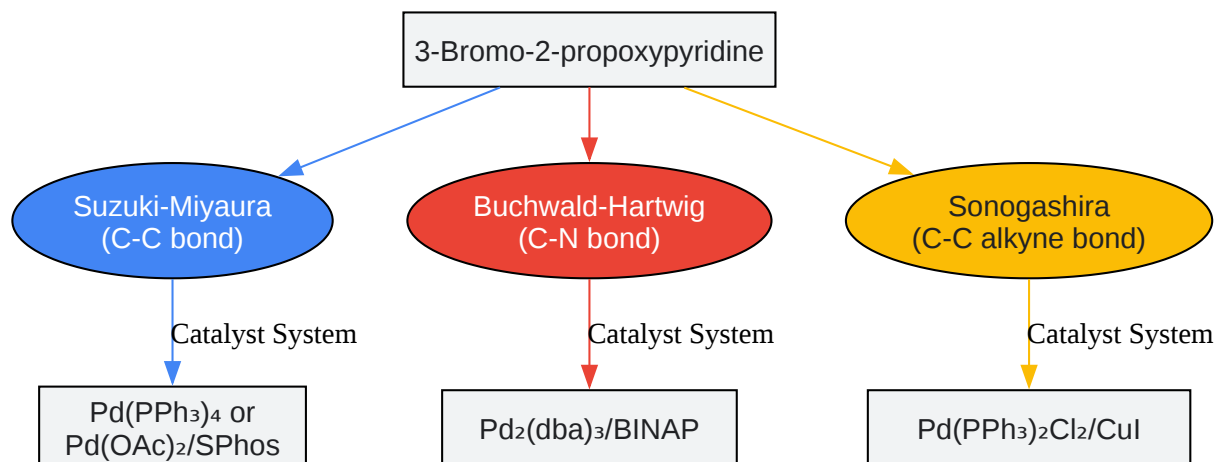 3-Bromo-2-propoxypyridine
Suzuki-Miyaura
(C-C bond)
Buchwald-Hartwig
(C-N bond)
Sonogashira
(C-C alkyne bond)
Catalyst System
Catalyst System
Catalyst System
Pd(PPh₃)₄ or
Pd(OAc)₂/SPhos
Pd₂(dba)₃/BINAP
Pd(PPh₃)₂Cl₂/CuI